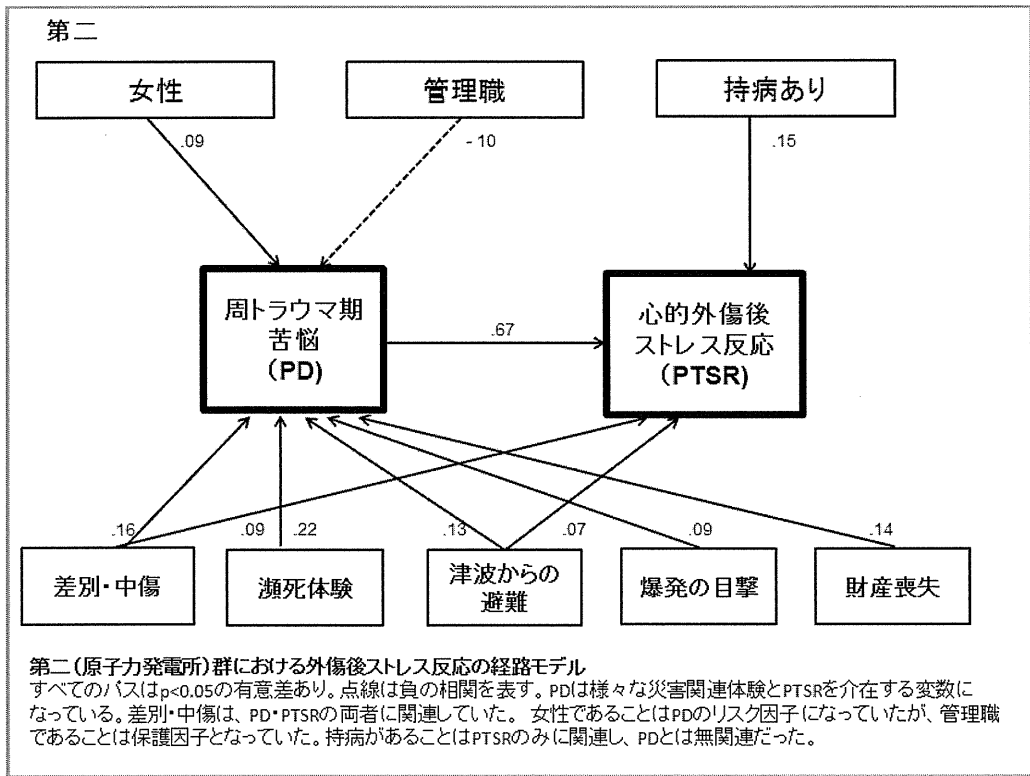 第二
女性
管理職
持病あり
.09
- 10
.15
周トラウマ期
苦悩
(PD)
.67
心的外傷後
ストレス反応
(PTSR)
.16
.09
.22
.13
.07
.09
.14
差別・中傷
瀕死体験
津波からの
避難
爆発の目撃
財産喪失
第二(原子力発電所)群における外傷後ストレス反応の経路モデル
すべてのパスはp<0.05の有意差あり。点線は負の相関を表す。PDは様々な災害関連体験とPTSRを介在する変数に
なっている。差別・中傷は、PD・PTSRの両者に関連していた。 女性であることはPDのリスク因子になっていたが、管理職
であることは保護因子となっていた。持病があることはPTSRのみに関連し、PDとは無関連だった。